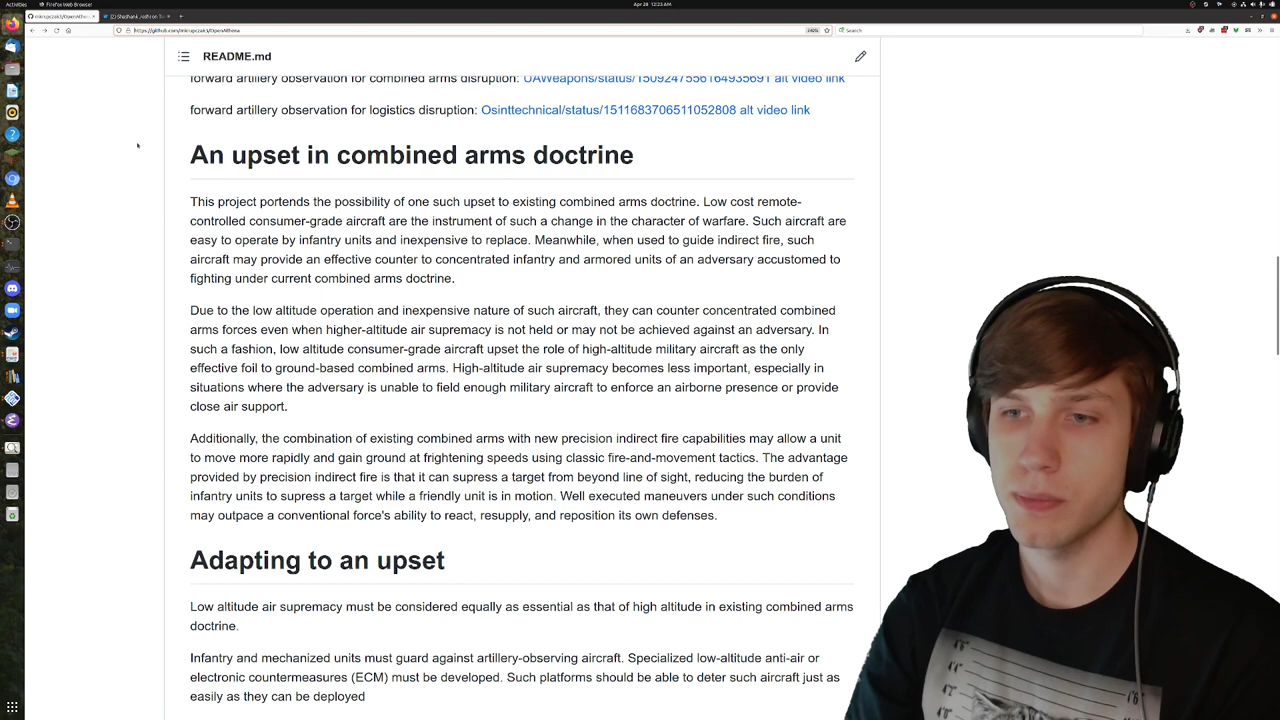 Activities
Firefox Web Browser
Apr 28 12:23 AM
https://github.com/mkrupczak3/OpenAthena
Search
README.md
forward artillery observation for combined arms disruption: UAWeapons/status/1509247556164935691 alt video link
forward artillery observation for logistics disruption: Osinttechnical/status/1511683706511052808 alt video link
An upset in combined arms doctrine
This project portends the possibility of one such upset to existing combined arms doctrine. Low cost remote-
controlled consumer-grade aircraft are the instrument of such a change in the character of warfare. Such aircraft are
easy to operate by infantry units and inexpensive to replace. Meanwhile, when used to guide indirect fire, such
aircraft may provide an effective counter to concentrated infantry and armored units of an adversary accustomed to
fighting under current combined arms doctrine.
Due to the low altitude operation and inexpensive nature of such aircraft, they can counter concentrated combined
arms forces even when higher-altitude air supremacy is not held or may not be achieved against an adversary. In
such a fashion, low altitude consumer-grade aircraft upset the role of high-altitude military aircraft as the only
effective foil to ground-based combined arms. High-altitude air supremacy becomes less important, especially in
situations where the adversary is unable to field enough military aircraft to enforce an airborne presence or provide
close air support.
Additionally, the combination of existing combined arms with new precision indirect fire capabilities may allow a unit
to move more rapidly and gain ground at frightening speeds using classic fire-and-movement tactics. The advantage
provided by precision indirect fire is that it can supress a target from beyond line of sight, reducing the burden of
infantry units to supress a target while a friendly unit is in motion. Well executed maneuvers under such conditions
may outpace a conventional force's ability to react, resupply, and reposition its own defenses.
Adapting to an upset
Low altitude air supremacy must be considered equally as essential as that of high altitude in existing combined arms
doctrine.
Infantry and mechanized units must guard against artillery-observing aircraft. Specialized low-altitude anti-air or
electronic countermeasures (ECM) must be developed. Such platforms should be able to deter such aircraft just as
easily as they can be deployed